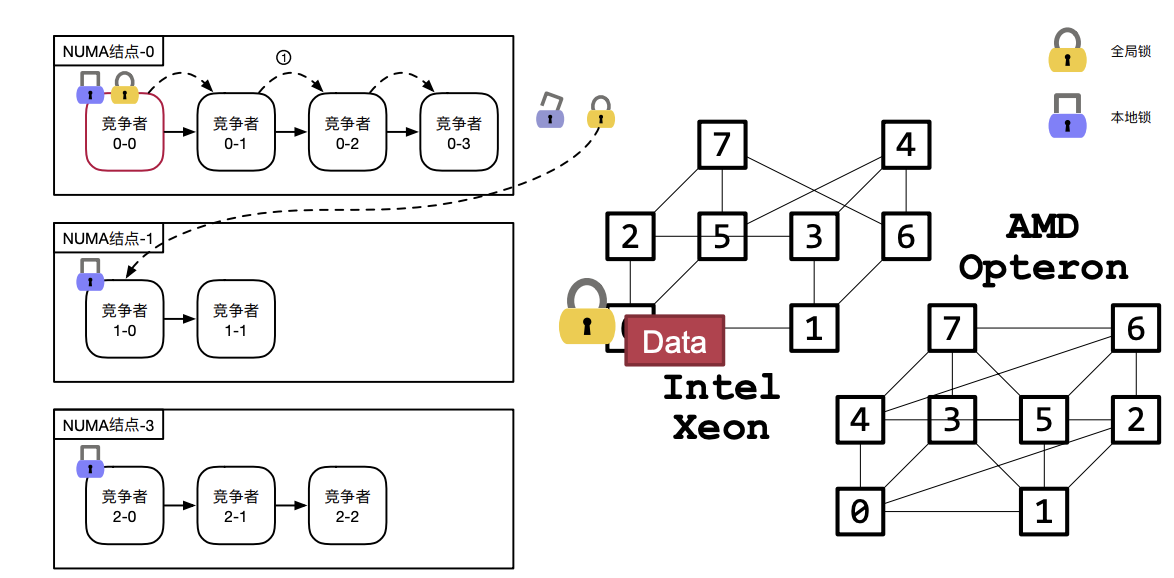 NUMA结点-0
①
竞争者
0-0
竞争者
0-1
竞争者
0-2
竞争者
0-3
NUMA结点-1
竞争者
1-0
竞争者
1-1
NUMA结点-3
竞争者
2-0
竞争者
2-1
竞争者
2-2
全局锁
本地锁
7
4
2
5
3
6
Data
1
Intel
Xeon
AMD
Opteron
7
6
4
3
5
2
0
1